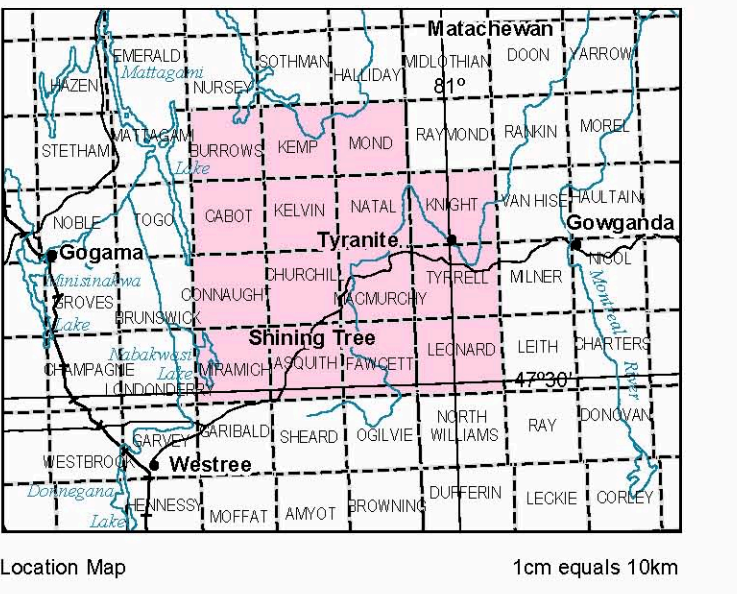 Matachewan
EMERALD
SOTHMAN
MIDLOTHIAN
DOON
YARROW
Mattagami
HALLIDAY
HAZEN
NURSEY
81°
MATTAGAMI
RAYMOND
RANKIN
MOREL
STETHAM
BURROWS
KEMP
MOND
Lake
NOBLE
TOGO
CABOT
KELVIN
NATAL
KNIGHT
VAN HISE
HAULTAIN
Gowganda
Tyranite
Gogama
NICOL
Minisinakwa
CHURCHILL
TYRRELL
MILNER
GROVES
CONNAUGHT
MACMURCHY
Montreal
Lake
BRUNSWICK
Shining Tree
Nabakwasi
LEONARD
LEITH
CHARTERS
CHAMPAGNE
Lake
MIRAMICH
ASQUITH
FAWCETT
River
LONDONDERRY
47°30'
GARVEY
GARIBALD
SHEARD
OGILVIE
NORTH
WILLIAMS
RAY
DONOVAN
WESTBROOK
Westree
Donnegana
HENNESSY
MOFFAT
AMYOT
BROWNING
DUFFERIN
LECKIE
CORLEY
Lake
Location Map
1cm equals 10km